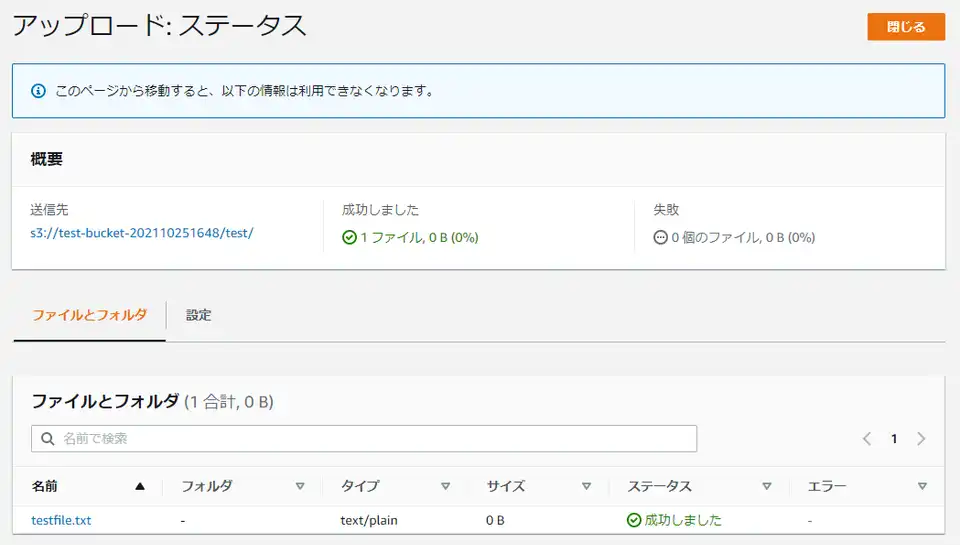 アップロード: ステータス
閉じる
このページから移動すると、以下の情報は利用できなくなります。
概要
送信先
成功しました
失敗
s3://test-bucket-202110251648/test/
1 ファイル, 0 B (0%)
0 個のファイル, 0 B (0%)
ファイルとフォルダ
設定
ファイルとフォルダ (1 合計, 0 B)
名前で検索
1
名前 フォルダ タイプ サイズ ステータス エラー
testfile.txt - text/plain 0 B 成功しました -